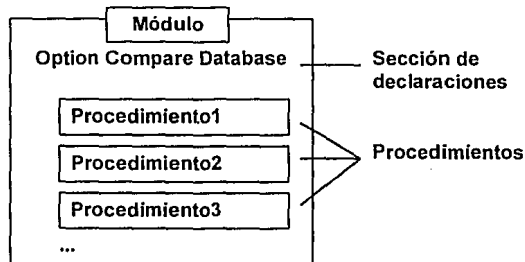 Módulo
Option Compare Database
Sección de
declaraciones
Procedimiento1
Procedimiento2
Procedimiento3
Procedimientos
...